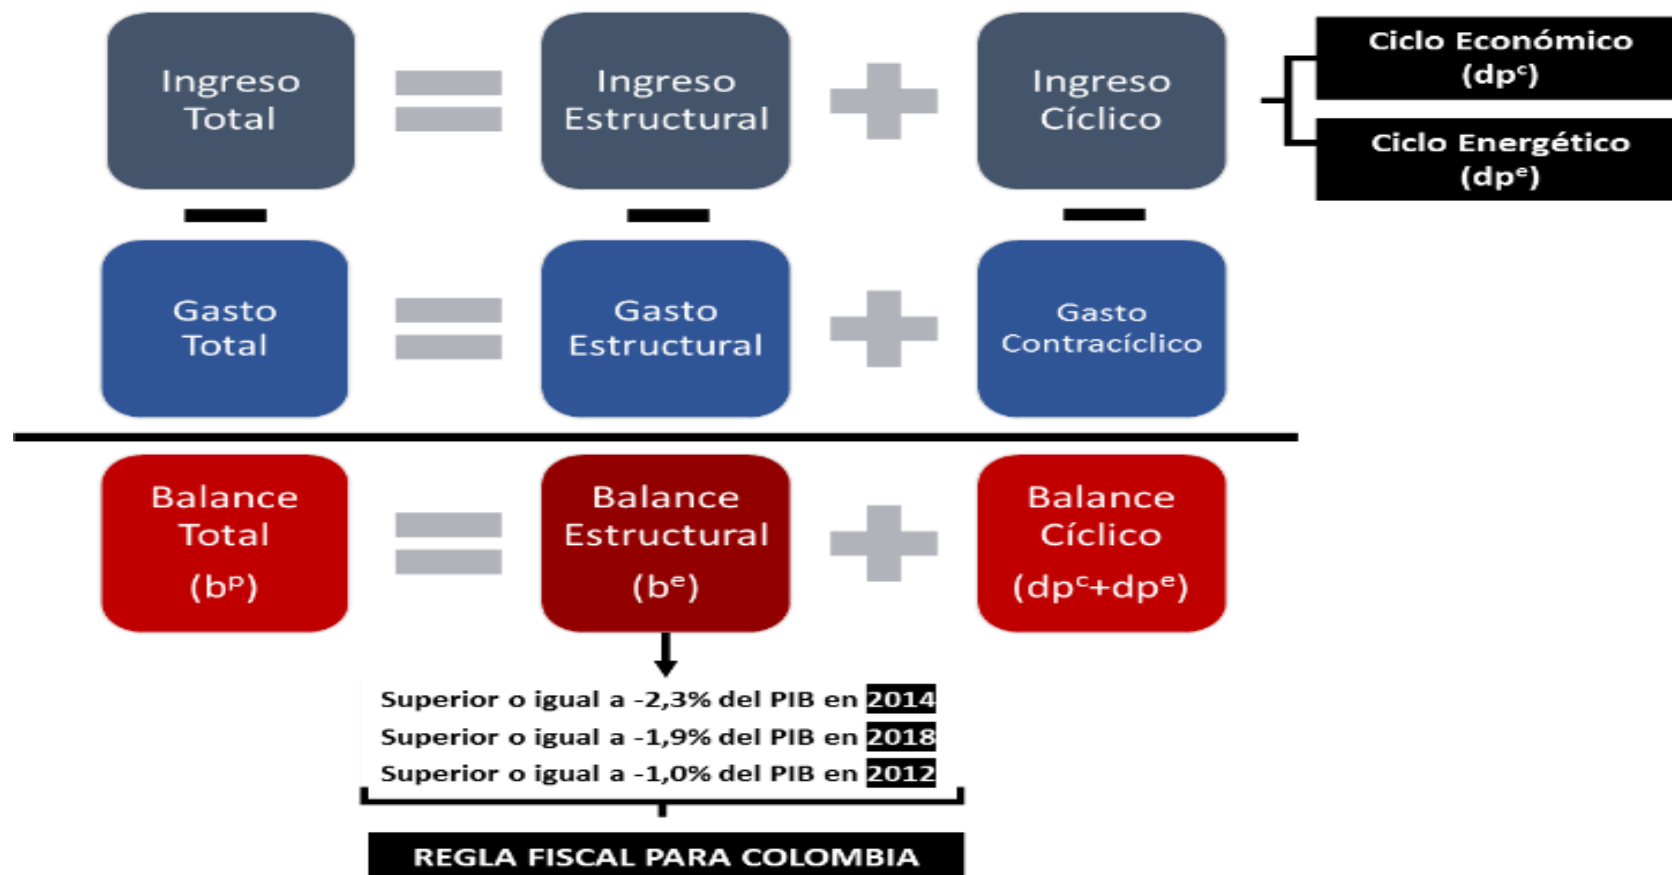 Ingreso
Total
Ingreso
Estructural
Ingreso
Cíclico
Ciclo Económico
(dpᶜ)
Ciclo Energético
(dpᵉ)
Gasto
Total
Gasto
Estructural
Gasto
Contracíclico
Balance
Total
(bᵖ)
Balance
Estructural
(bᵉ)
Balance
Cíclico
(dpᶜ+dpᵉ)
Superior o igual a -2,3% del PIB en 2014
Superior o igual a -1,9% del PIB en 2018
Superior o igual a -1,0% del PIB en 2012
REGLA FISCAL PARA COLOMBIA